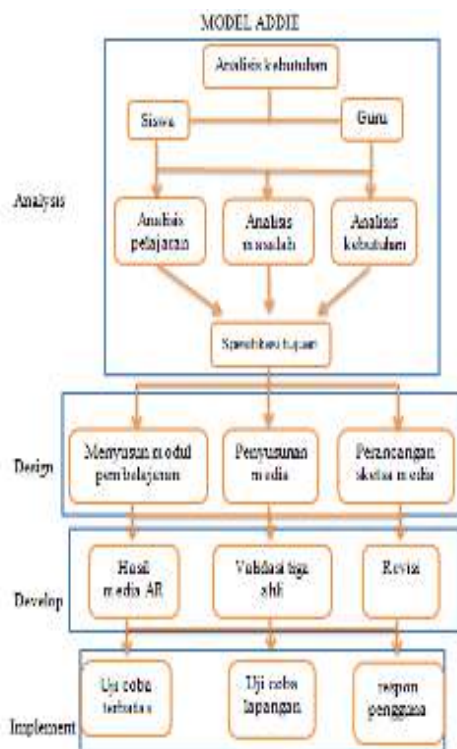 MODEL ADDIE
Analisis kebutuhan
Siswa
Guru
Analysis
Analisis
pelajaran
Analisis
masalah
Analisis
kebutuhan
Spesifikasi tujuan
Design
Menyusun modul
pembelajaran
Penyusunan
media
Perancangan
sketsa media
Develop
Hasil
media AR
Validasi tiga
ahli
Revisi
Implement
Uji coba
terbatas
Uji coba
lapangan
respon
pengguna